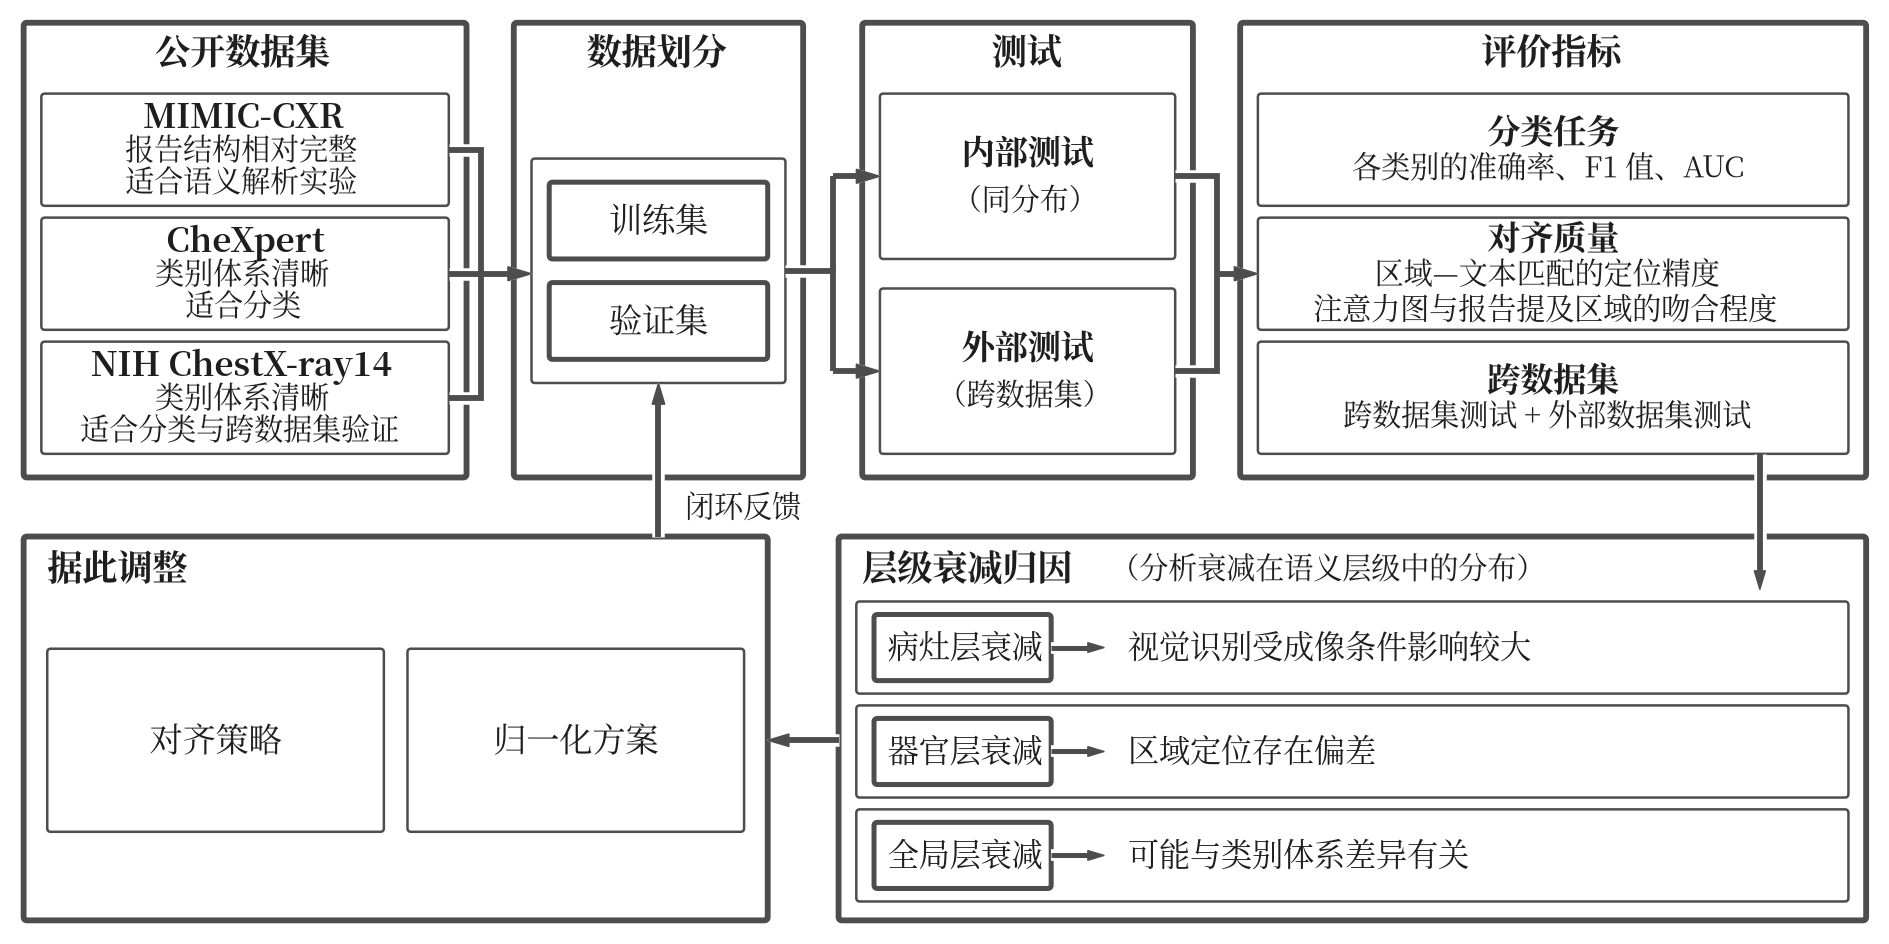 公开数据集
MIMIC-CXR
报告结构相对完整
适合语义解析实验
CheXpert
类别体系清晰
适合分类
NIH ChestX-ray14
类别体系清晰
适合分类与跨数据集验证
数据划分
训练集
验证集
测试
内部测试
（同分布）
外部测试
（跨数据集）
评价指标
分类任务
各类别的准确率、F1 值、AUC
对齐质量
区域—文本匹配的定位精度
注意力图与报告提及区域的吻合程度
跨数据集
跨数据集测试 + 外部数据集测试
闭环反馈
据此调整
对齐策略
归一化方案
层级衰减归因 （分析衰减在语义层级中的分布）
病灶层衰减 视觉识别受成像条件影响较大
器官层衰减 区域定位存在偏差
全局层衰减 可能与类别体系差异有关